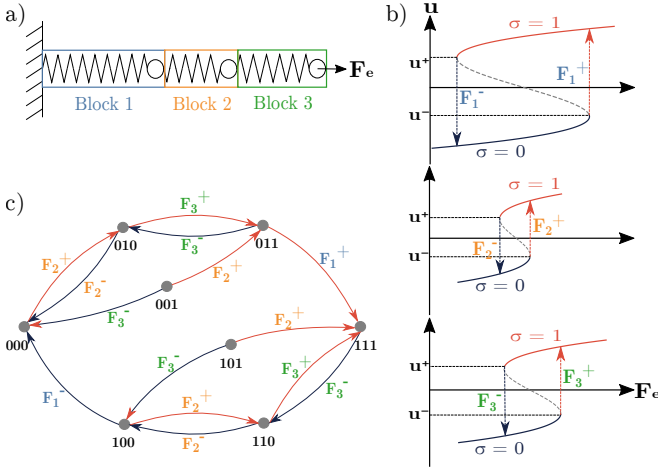 a)
Block 1 Block 2 Block 3
Fₑ
b)
u
σ = 1
u⁺
F₁⁻ F₁⁺
u⁻
σ = 0
σ = 1
u⁺
F₂⁻ F₂⁺
u⁻
σ = 0
σ = 1
u⁺
F₃⁻ F₃⁺
Fₑ
u⁻
σ = 0
c)
F₃⁺
010 011
F₃⁻
F₂⁺ F₂⁻ F₂⁺ F₁⁺
001
F₃⁻
000 111
F₂⁺
101
F₃⁻ F₃⁺ F₃⁻
F₁⁻
F₂⁺
100 110
F₂⁻